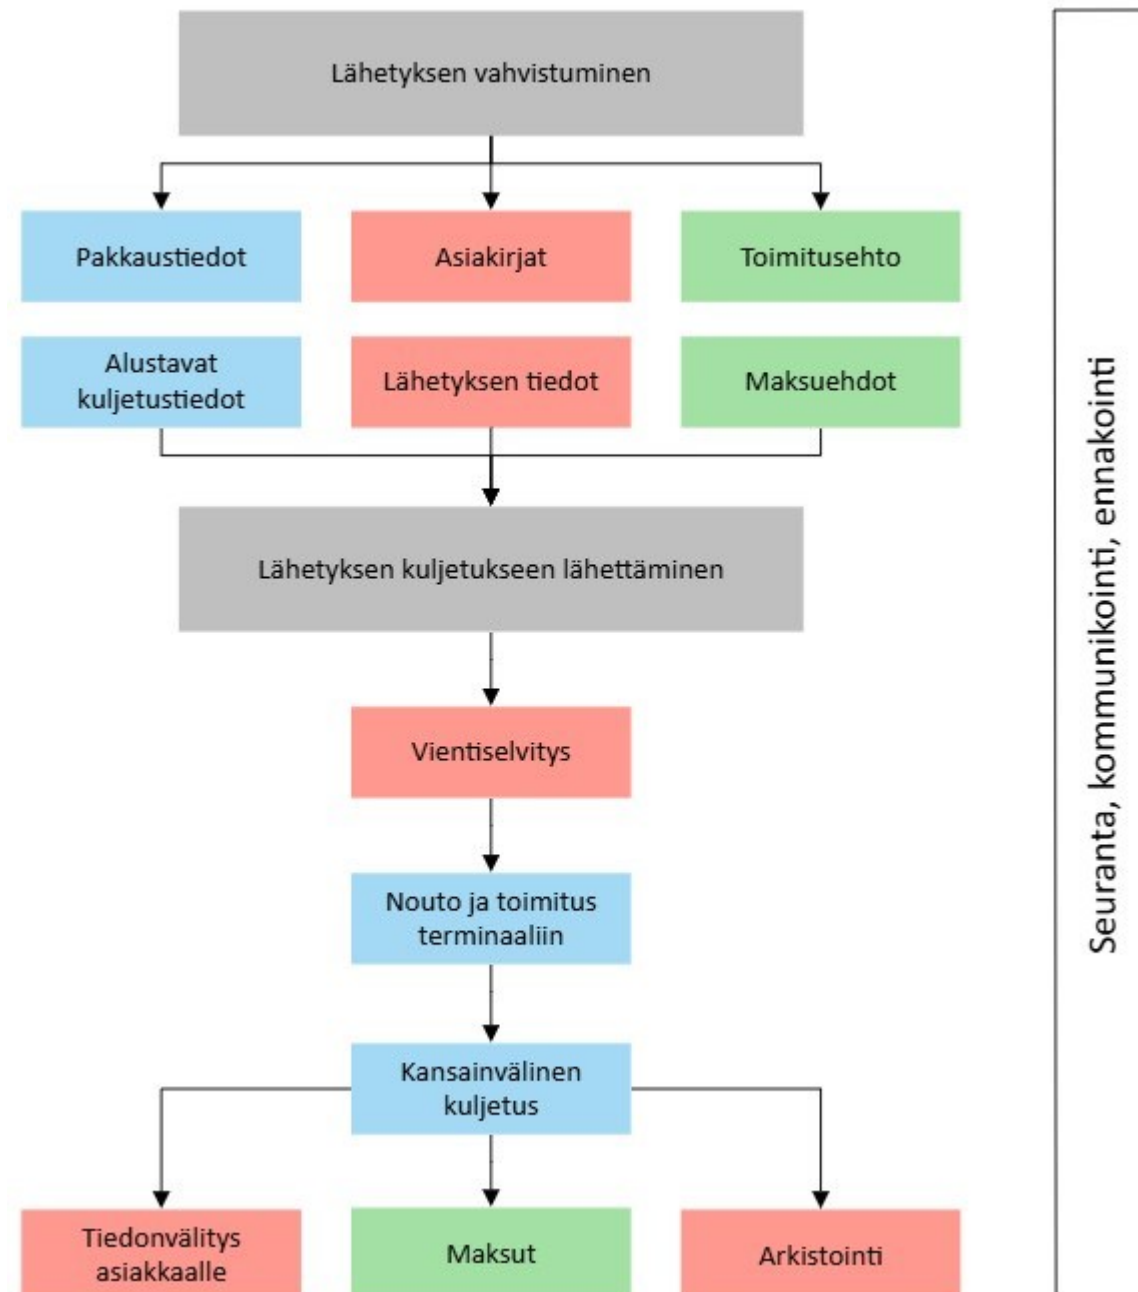 Lähetyksen vahvistuminen
Pakkaustiedot
Asiakirjat
Toimitusehto
Alustavat
kuljetustiedot
Lähetyksen tiedot
Maksuehdot
Lähetyksen kuljetukseen lähettäminen
Vientiselvitys
Nouto ja toimitus
terminaaliin
Kansainvälinen
kuljetus
Tiedonvälitys
asiakkaalle
Maksut
Arkistointi
Seuranta, kommunikointi, ennakointi